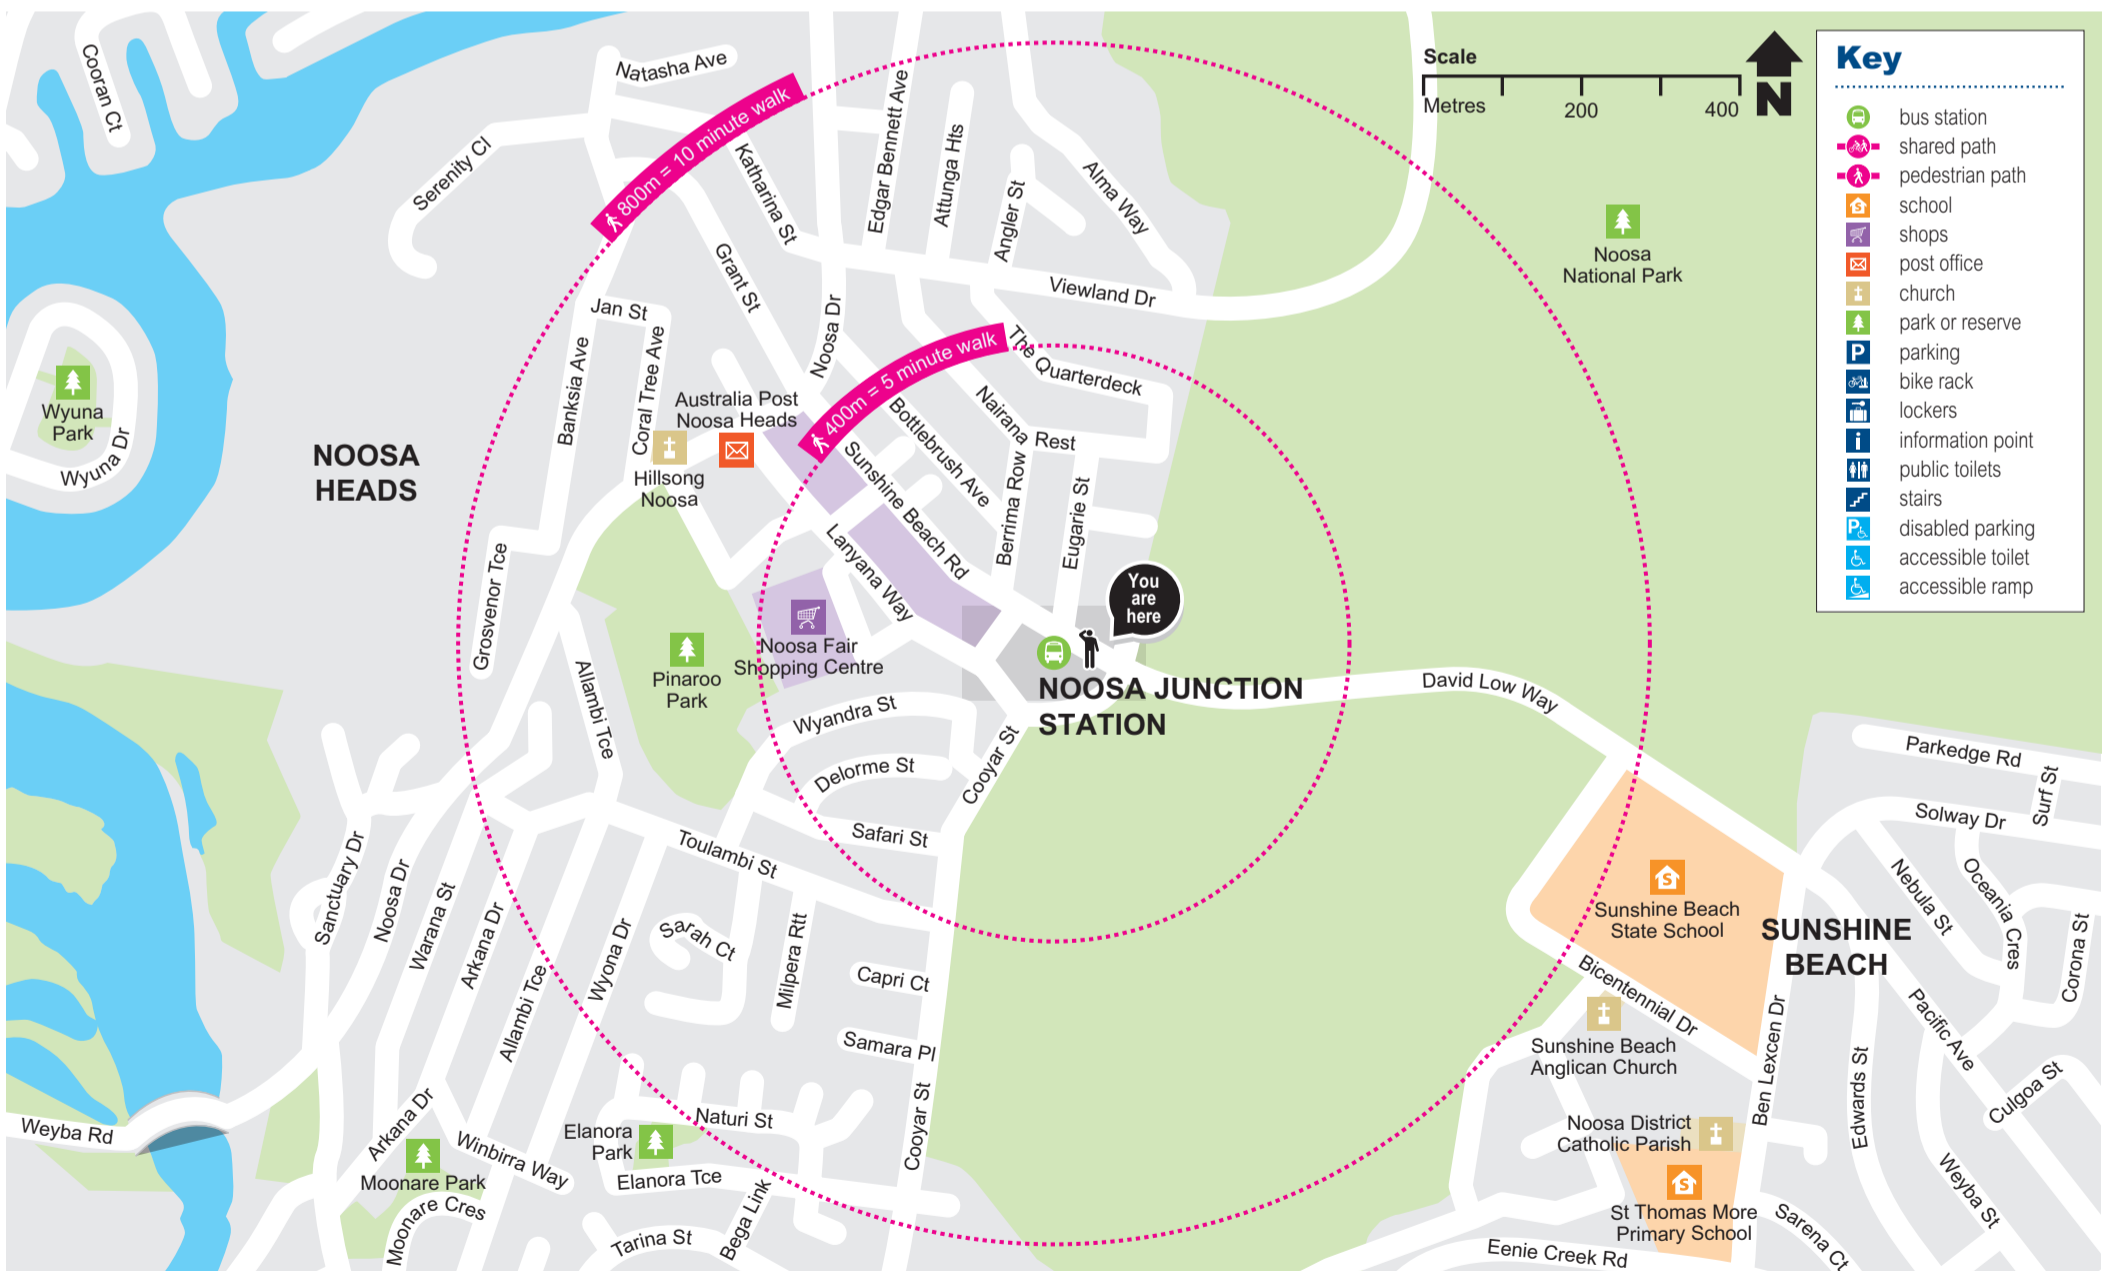 Cooran Ct
Natasha Ave
Serenity Cl
800m = 10 minute walk
Katharina St
Edgar Bennett Ave
Attunga Hts
Angler St
Alma Way
Scale
Metres
200
400
N
Noosa
National Park
Grant St
Noosa Dr
Viewland Dr
Jan St
Banksia Ave
Coral Tree Ave
400m = 5 minute walk
The Quarterdeck
Wyuna
Park
Wyuna Dr
NOOSA
HEADS
Australia Post
Noosa Heads
Hillsong
Noosa
Bottlebrush Ave
Nairana
Rest
Sunshine Beach Rd
Berrima Row
Eugarie St
Lanyana Way
Grosvenor Tce
You
are
here
Noosa Fair
Shopping Centre
Pinaroo
Park
Allambi Tce
NOOSA JUNCTION
STATION
David Low Way
Wyandra St
Delorme St
Cooyar St
Safari St
Toulambi St
Sanctuary Dr
Noosa Dr
Warana St
Arkana Dr
Allambi Tce
Wyona Dr
Sarah Ct
Milpera Rtt
Capri Ct
Samara Pl
Cooyar St
Naturi St
Elanora
Park
Elanora Tce
Bega Link
Tarina St
Weyba Rd
Arkana Dr
Winbirra Way
Moonare Park
Moonare Cres
Parkedge Rd
Surf St
Solway Dr
Nebula St
Oceania Cres
Corona St
Sunshine Beach
State School
SUNSHINE
BEACH
Bicentennial Dr
Sunshine Beach
Anglican Church
Ben Lexcen Dr
Pacific Ave
Edwards St
Culgoa St
Noosa District
Catholic Parish
St Thomas More
Primary School
Weyba St
Sarena Ct
Eenie Creek Rd
Key
bus station
shared path
pedestrian path
S school
shops
post office
church
park or reserve
P parking
bike rack
lockers
i information point
public toilets
stairs
P disabled parking
accessible toilet
accessible ramp